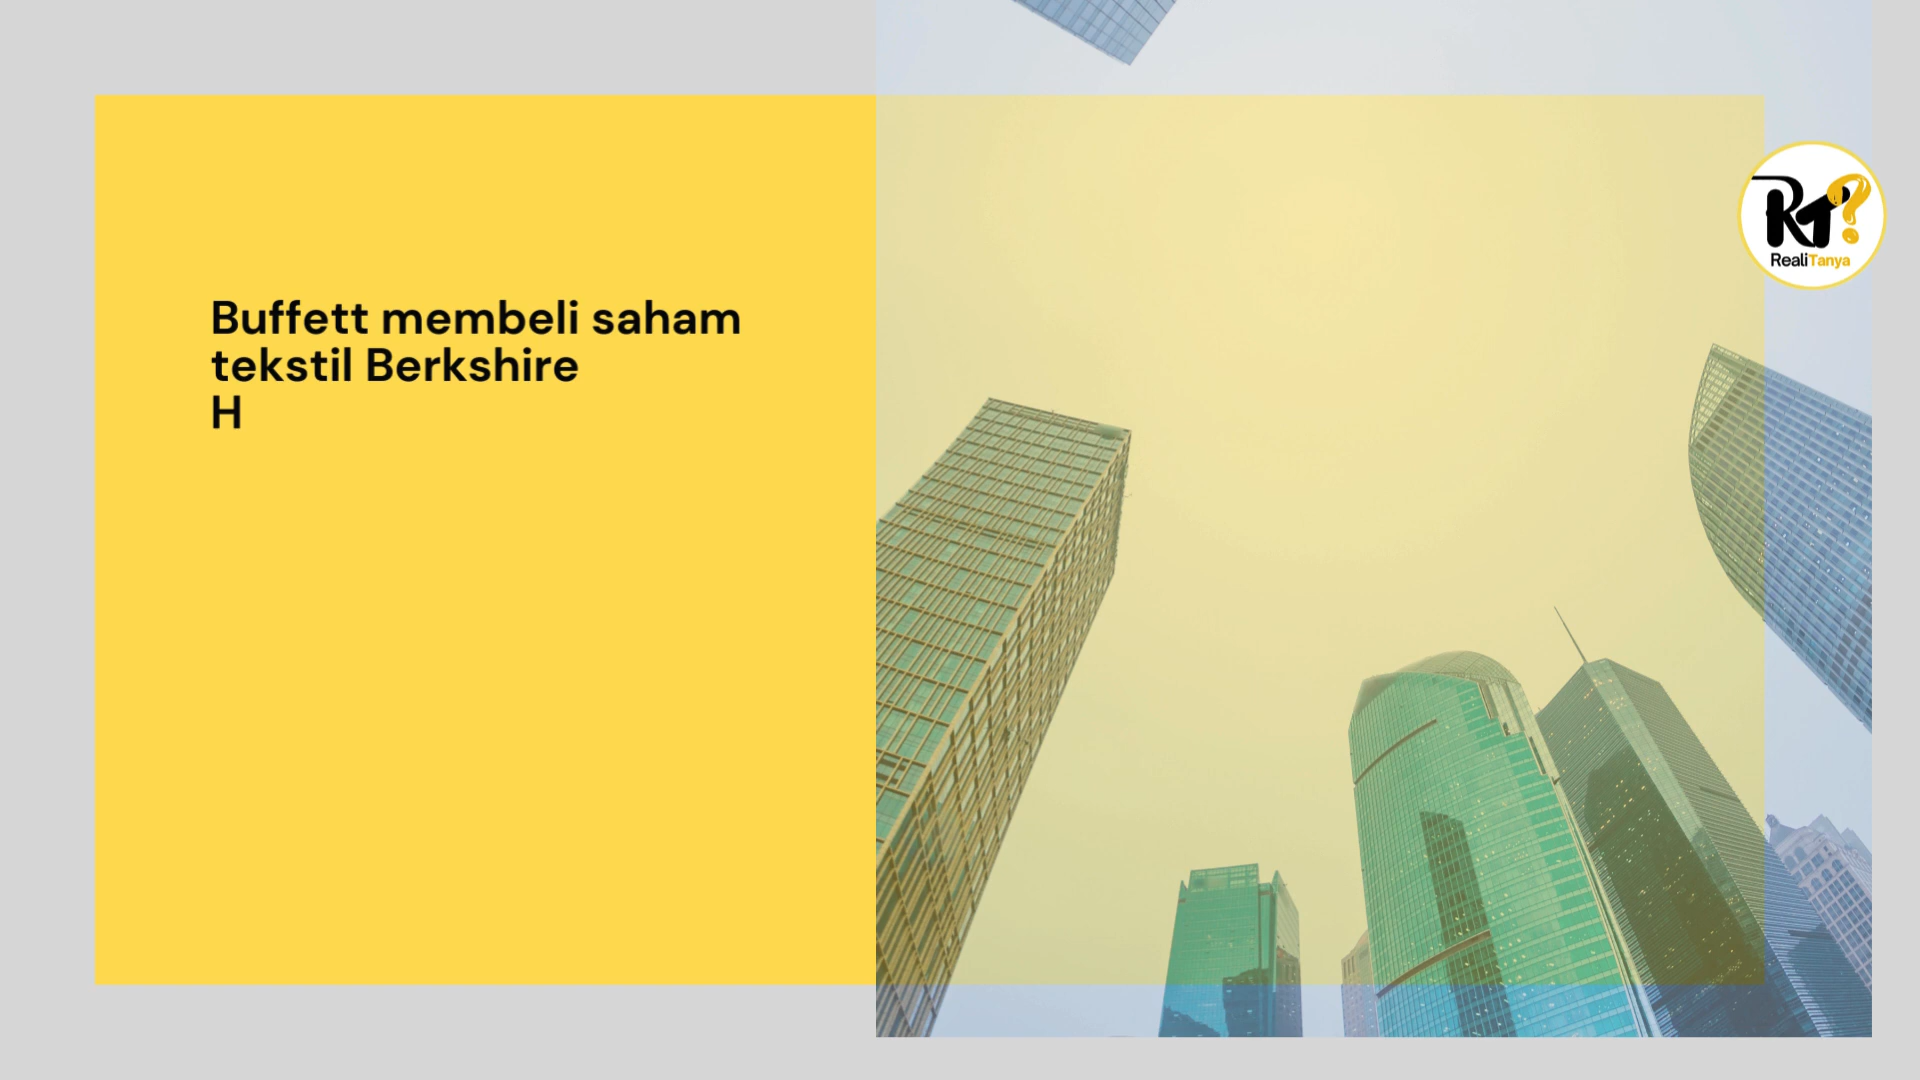 Buffett membeli saham
tekstil Berkshire
H
RT?
RealiTanya